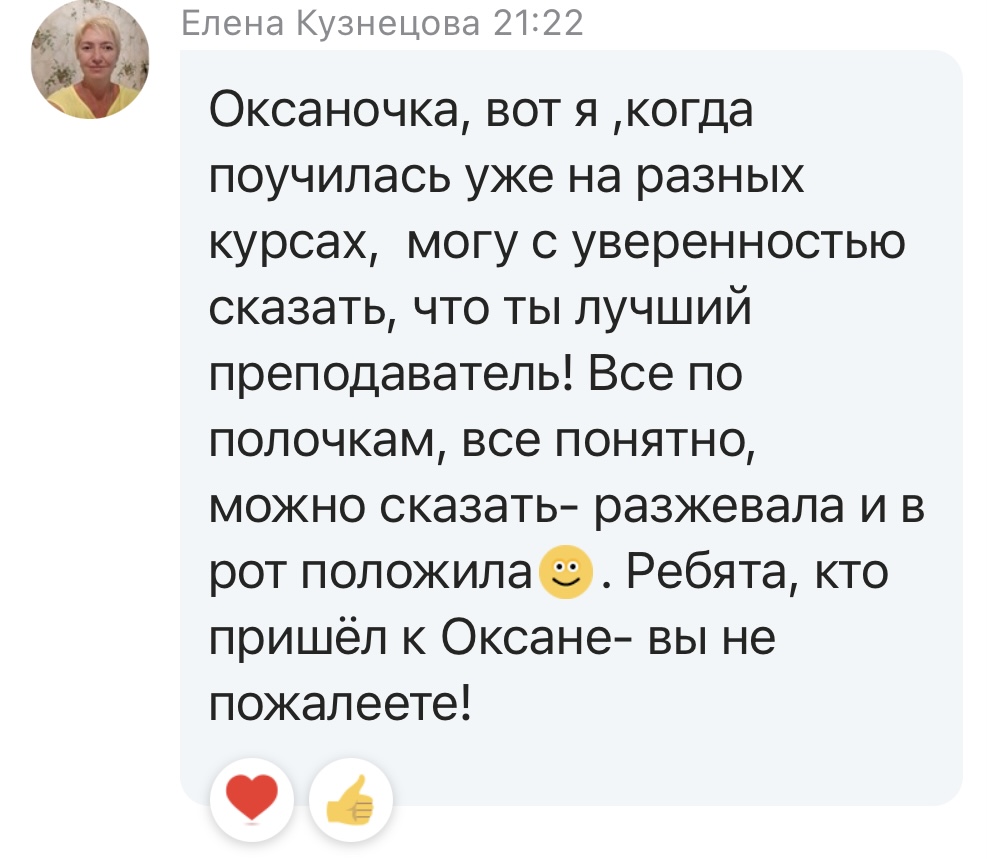 Елена Кузнецова 21:22
Оксаночка, вот я ,когда
поучилась уже на разных
курсах,  могу с уверенностью
сказать, что ты лучший
преподаватель! Все по
полочкам, все понятно,
можно сказать- разжевала и в
рот положила🙂. Ребята, кто
пришёл к Оксане- вы не
пожалеете!